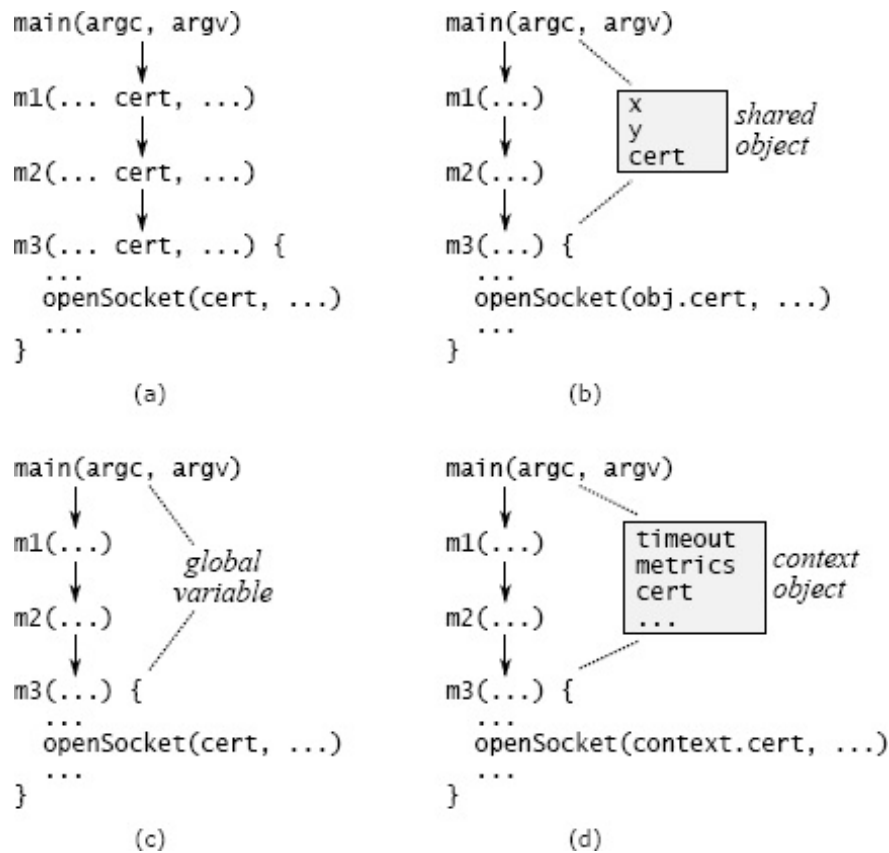 main(argc, argv)
m1(... cert, ...)
m2(... cert, ...)
m3(... cert, ...) {
...
openSocket(cert, ...)
...
}
(a)
main(argc, argv)
m1(...)
m2(...)
m3(...) {
...
openSocket(obj.cert, ...)
...
}
x
y
cert
shared
object
(b)
main(argc, argv)
m1(...)
m2(...)
m3(...) {
...
openSocket(cert, ...)
...
}
global
variable
(c)
main(argc, argv)
m1(...)
m2(...)
m3(...) {
...
openSocket(context.cert, ...)
...
}
timeout
metrics
cert
...
context
object
(d)